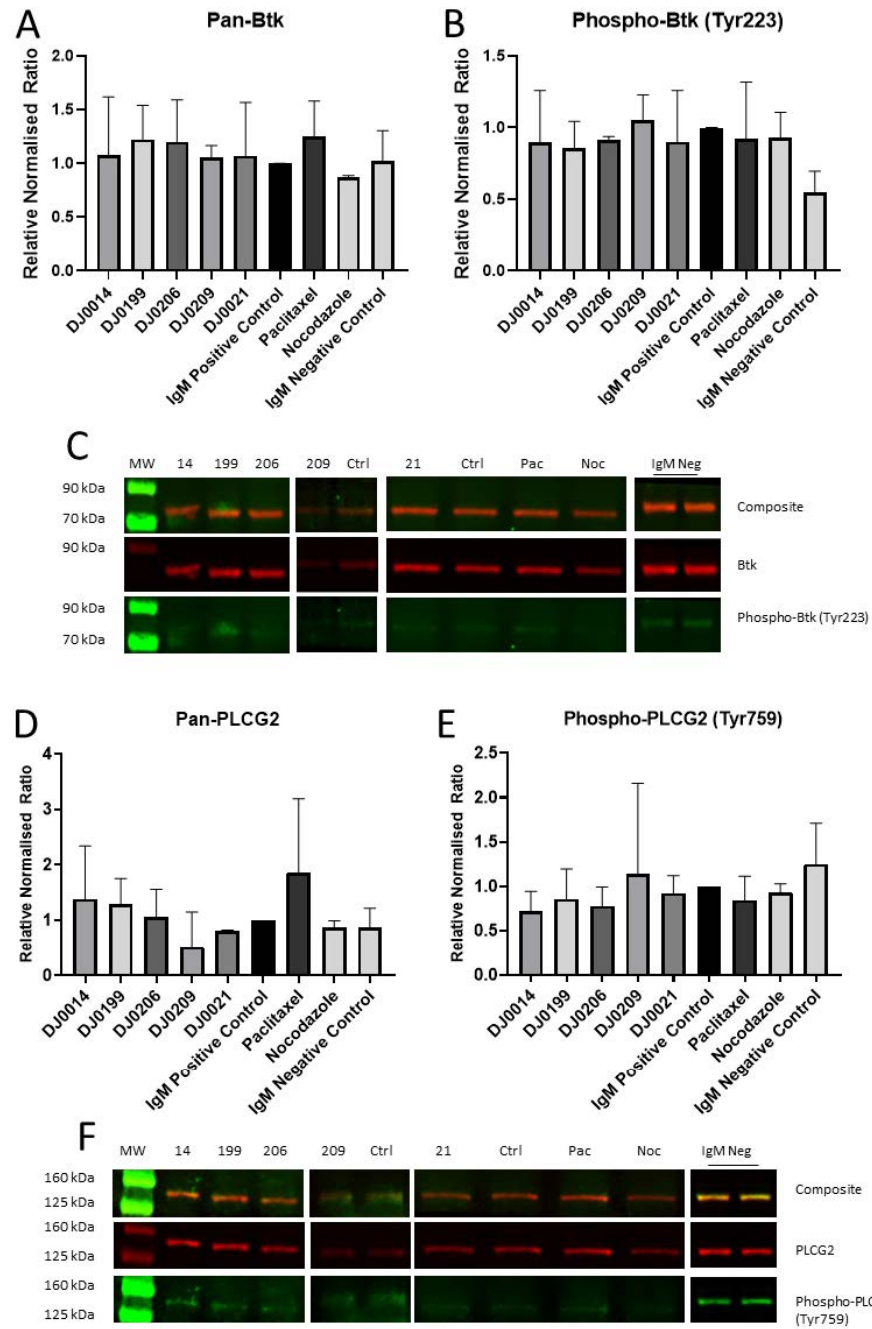 A
Pan-Btk
Relative Normalised Ratio
2.0
1.5
1.0
0.5
0.0
DJ0014
DJ0199
DJ0206
DJ0209
DJ0021
IgM Positive Control
Paclitaxel
Nocodazole
IgM Negative Control
B
Phospho-Btk (Tyr223)
Relative Normalised Ratio
1.5
1.0
0.5
0.0
DJ0014
DJ0199
DJ0206
DJ0209
DJ0021
IgM Positive Control
Paclitaxel
Nocodazole
IgM Negative Control
C
MW 14 199 206 209 Ctrl 21 Ctrl Pac Noc IgM Neg
90 kDa
70 kDa
Composite
90 kDa
Btk
90 kDa
70 kDa
Phospho-Btk (Tyr223)
D
Pan-PLCG2
Relative Normalised Ratio
4
3
2
1
0
DJ0014
DJ0199
DJ0206
DJ0209
DJ0021
IgM Positive Control
Paclitaxel
Nocodazole
IgM Negative Control
E
Phospho-PLCG2 (Tyr759)
Relative Normalised Ratio
2.5
2.0
1.5
1.0
0.5
0.0
DJ0014
DJ0199
DJ0206
DJ0209
DJ0021
IgM Positive Control
Paclitaxel
Nocodazole
IgM Negative Control
F
MW 14 199 206 209 Ctrl 21 Ctrl Pac Noc IgM Neg
160 kDa
125 kDa
Composite
160 kDa
125 kDa
PLCG2
160 kDa
125 kDa
Phospho-PLC
(Tyr759)